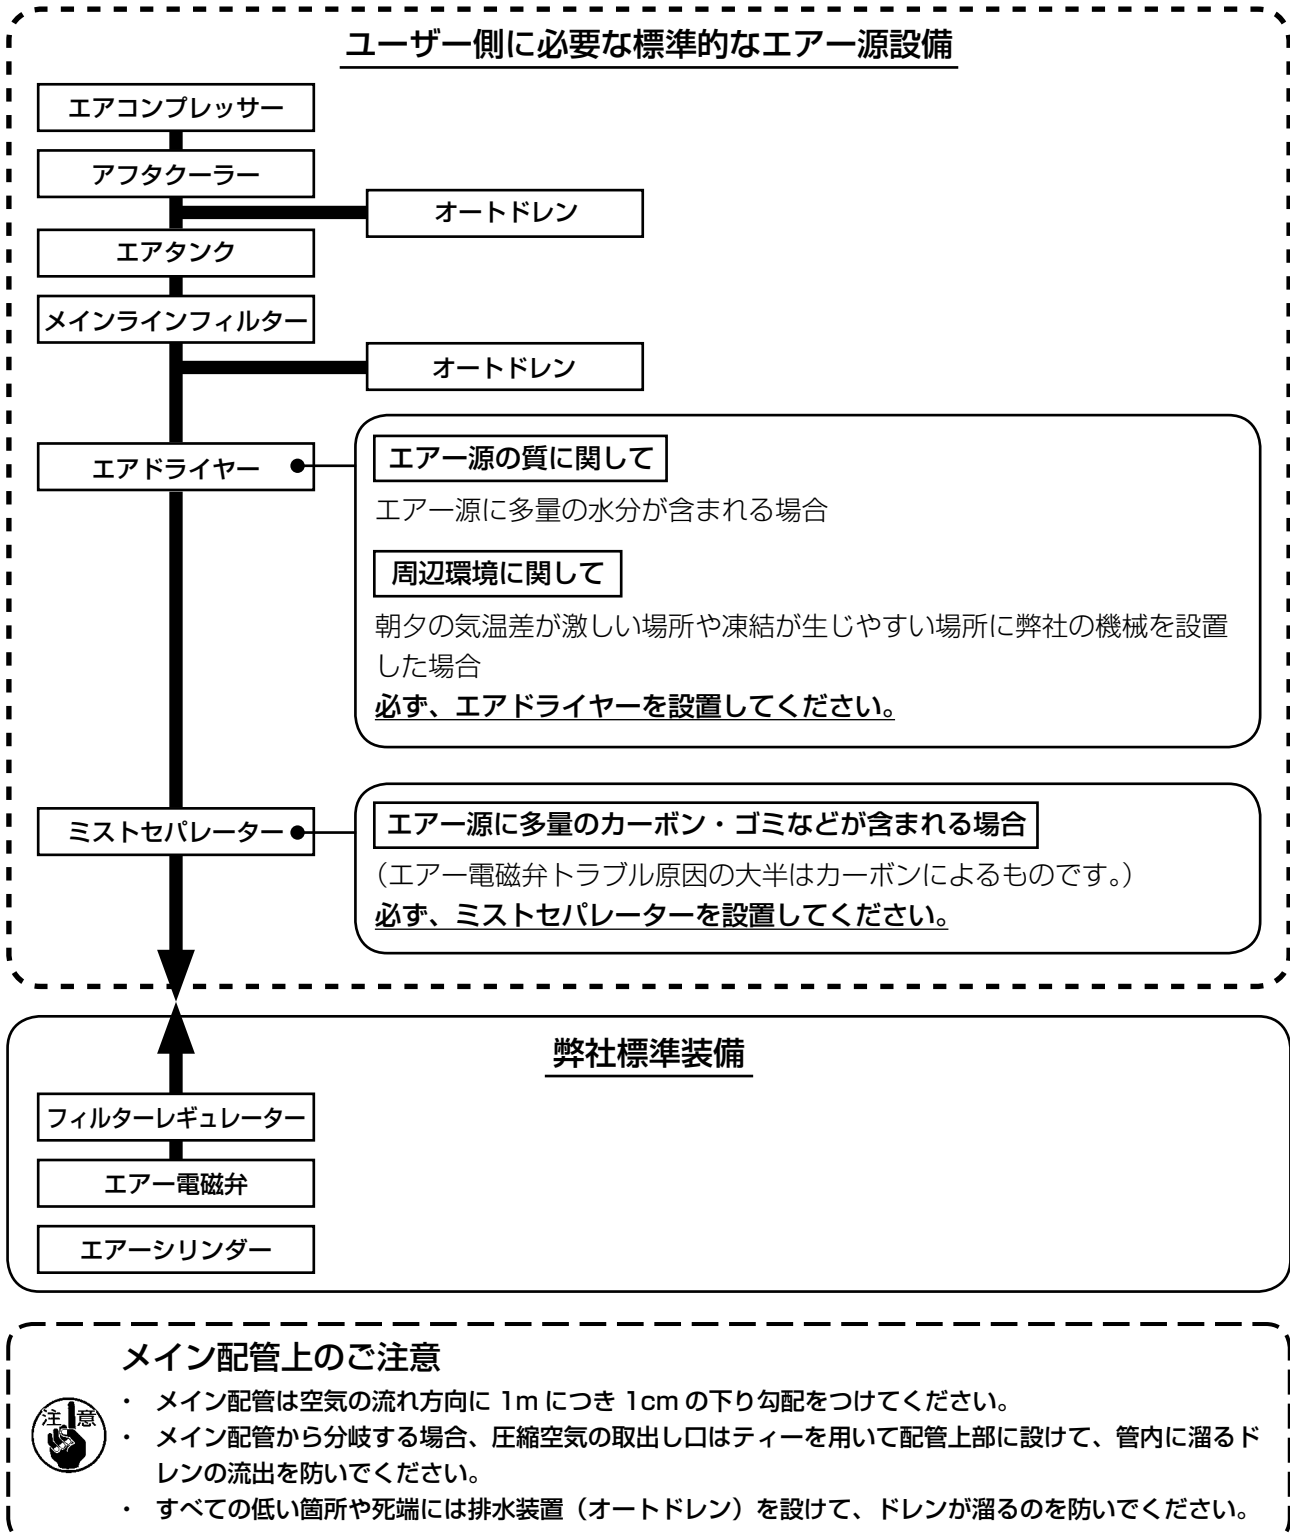 ユーザー側に必要な標準的なエアー源設備
エアコンプレッサー
アフタクーラー
オートドレン
エアタンク
メインラインフィルター
オートドレン
エアドライヤー
エアー源の質に関して
エアー源に多量の水分が含まれる場合
周辺環境に関して
朝夕の気温差が激しい場所や凍結が生じやすい場所に弊社の機械を設置
した場合
必ず、エアドライヤーを設置してください。
ミストセパレーター
エアー源に多量のカーボン・ゴミなどが含まれる場合
（エアー電磁弁トラブル原因の大半はカーボンによるものです。）
必ず、ミストセパレーターを設置してください。
弊社標準装備
フィルターレギュレーター
エアー電磁弁
エアーシリンダー
メイン配管上のご注意
注意
・ メイン配管は空気の流れ方向に 1m につき 1cm の下り勾配をつけてください。
・ メイン配管から分岐する場合、圧縮空気の取出し口はティーを用いて配管上部に設けて、管内に溜るド
レンの流出を防いでください。
・ すべての低い箇所や死端には排水装置（オートドレン）を設けて、ドレンが溜るのを防いでください。